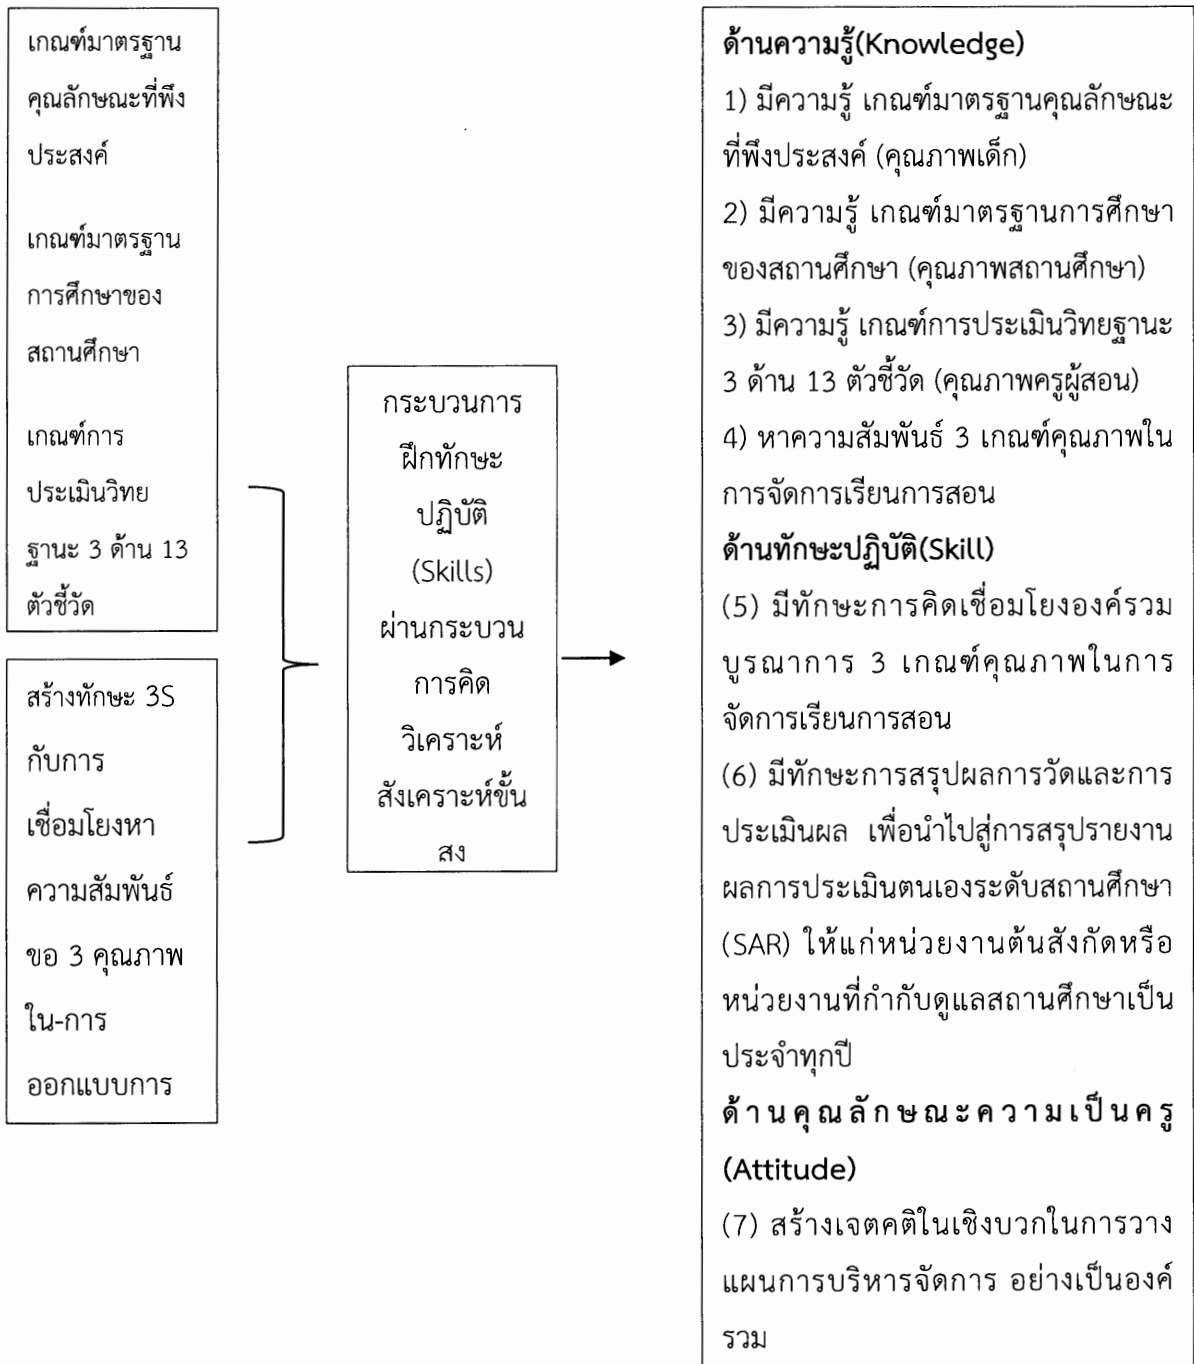 เกณฑ์มาตรฐาน
คุณลักษณะที่พึง
ประสงค์
เกณฑ์มาตรฐาน
การศึกษาของ
สถานศึกษา
เกณฑ์การ
ประเมินวิทย
ฐานะ 3 ด้าน 13
ตัวชี้วัด
สร้างทักษะ 3S
กับการ
เชื่อมโยงหา
ความสัมพันธ์
ขอ 3 คุณภาพ
ใน-การ
ออกแบบการ
กระบวนการ
ฝึกทักษะ
ปฏิบัติ
(Skills)
ผ่านกระบวน
การคิด
วิเคราะห์
สังเคราะห์ขั้น
สง
ด้านความรู้(Knowledge)
1) มีความรู้ เกณฑ์มาตรฐานคุณลักษณะ
ที่พึงประสงค์ (คุณภาพเด็ก)
2) มีความรู้ เกณฑ์มาตรฐานการศึกษา
ของสถานศึกษา (คุณภาพสถานศึกษา)
3) มีความรู้ เกณฑ์การประเมินวิทยฐานะ
3 ด้าน 13 ตัวชี้วัด (คุณภาพครูผู้สอน)
4) หาความสัมพันธ์ 3 เกณฑ์คุณภาพใน
การจัดการเรียนการสอน
ด้านทักษะปฏิบัติ(Skill)
(5) มีทักษะการคิดเชื่อมโยงองค์รวม
บูรณาการ 3 เกณฑ์คุณภาพในการ
จัดการเรียนการสอน
(6) มีทักษะการสรุปผลการวัดและการ
ประเมินผล เพื่อนำไปสู่การสรุปรายงาน
ผลการประเมินตนเองระดับสถานศึกษา
(SAR) ให้แก่หน่วยงานต้นสังกัดหรือ
หน่วยงานที่กำกับดูแลสถานศึกษาเป็น
ประจำทุกปี
ด้านคุณลักษณะความเป็นครู
(Attitude)
(7) สร้างเจตคติในเชิงบวกในการวาง
แผนการบริหารจัดการ อย่างเป็นองค์
รวม